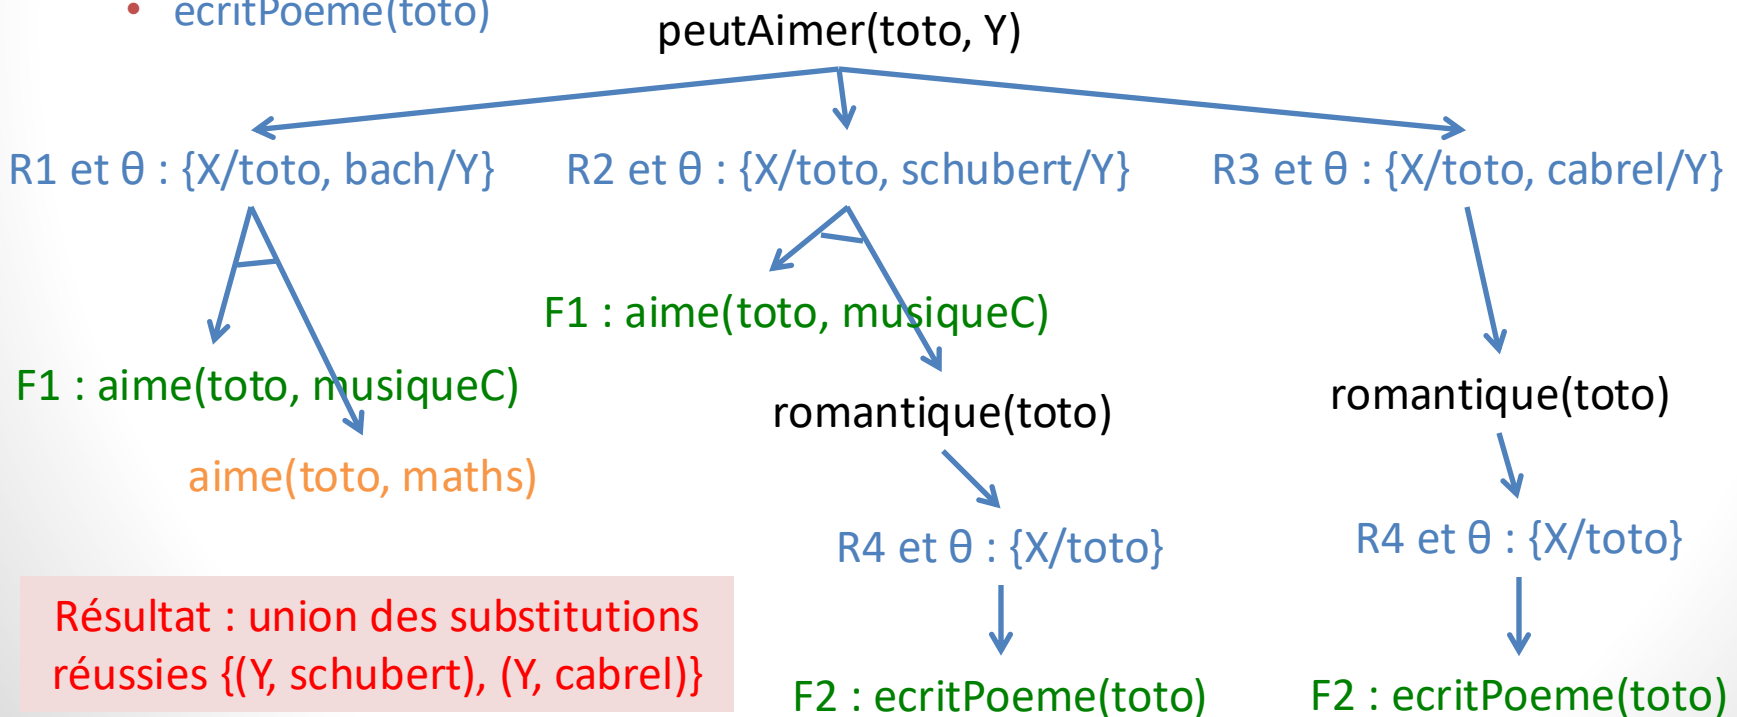 • ecritPoeme(toto)
peutAimer(toto, Y)
R1 et θ : {X/toto, bach/Y}
R2 et θ : {X/toto, schubert/Y}
R3 et θ : {X/toto, cabrel/Y}
F1 : aime(toto, musiqueC)
F1 : aime(toto, musiqueC)
romantique(toto)
romantique(toto)
aime(toto, maths)
R4 et θ : {X/toto}
R4 et θ : {X/toto}
Résultat : union des substitutions
réussies {(Y, schubert), (Y, cabrel)}
F2 : ecritPoeme(toto)
F2 : ecritPoeme(toto)